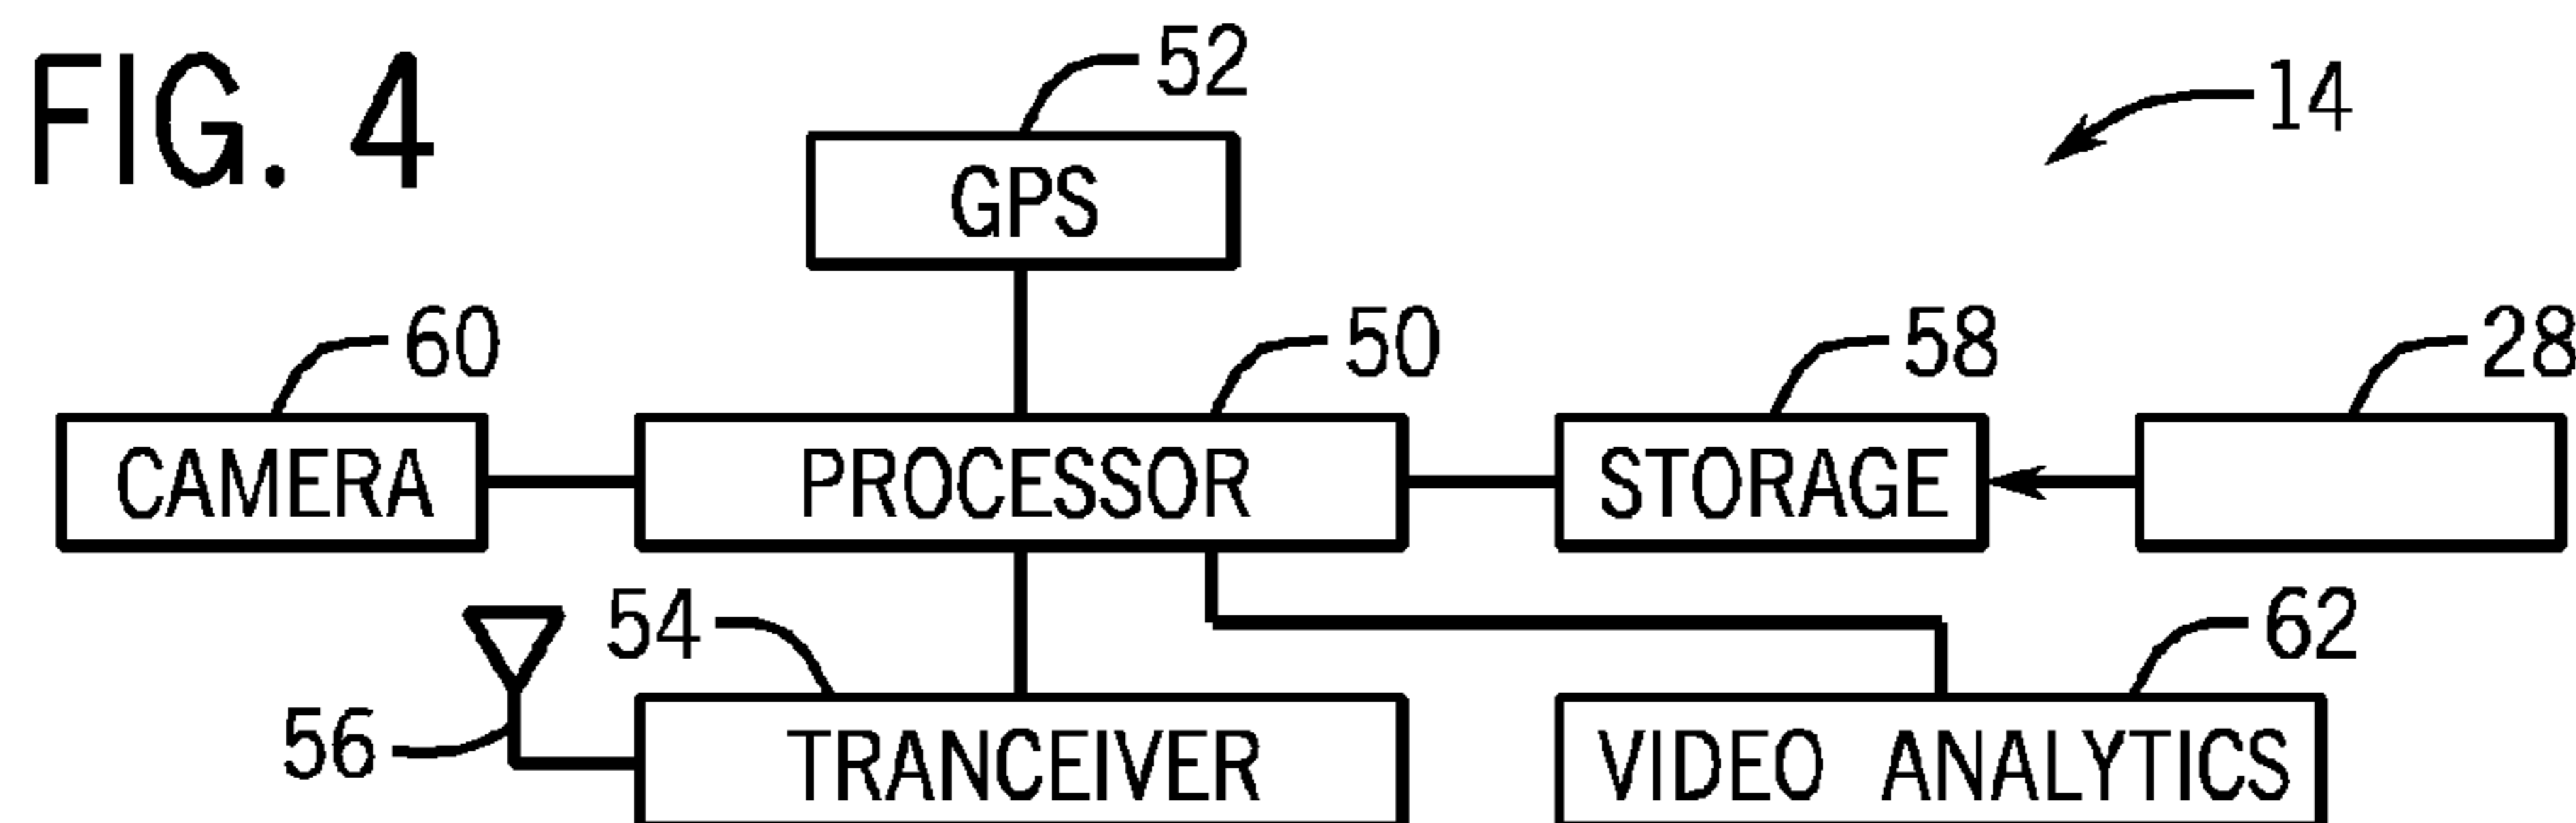 FIG. 4
52
14
GPS
60
50
58
28
CAMERA
PROCESSOR
STORAGE
54
62
56
TRANCEIVER
VIDEO ANALYTICS